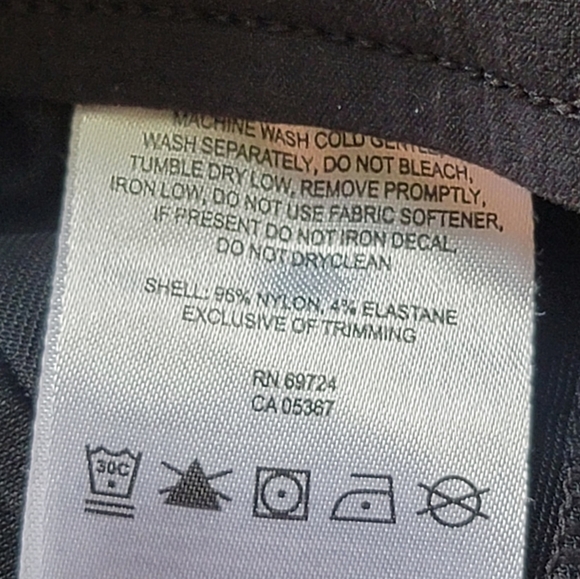 MACHINE WASH COLD GENTLE,
WASH SEPARATELY, DO NOT BLEACH,
TUMBLE DRY LOW, REMOVE PROMPTLY,
IRON LOW, DO NOT USE FABRIC SOFTENER,
IF PRESENT DO NOT IRON DECAL,
DO NOT DRYCLEAN
SHELL: 96% NYLON, 4% ELASTANE
EXCLUSIVE OF TRIMMING
RN 69724
CA 05367
30C